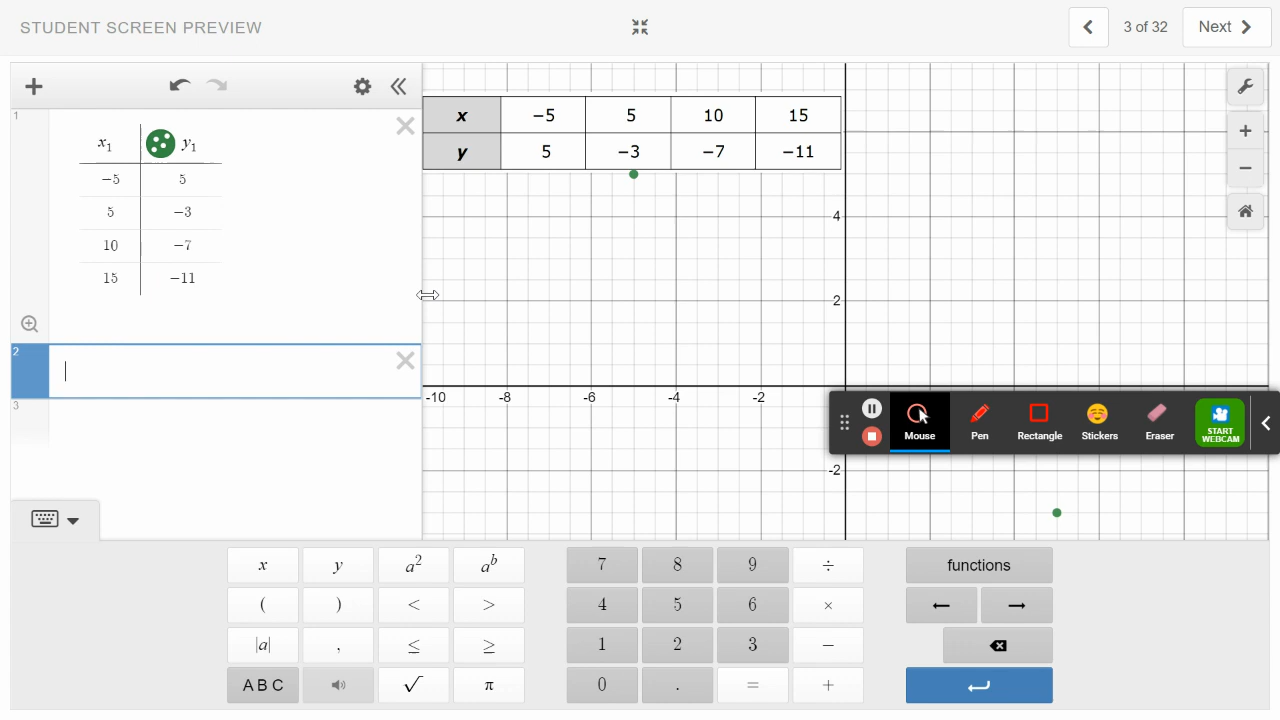 STUDENT SCREEN PREVIEW
3 of 32
Next
x −5 5 10 15
y 5 −3 −7 −11
1
x₁ y₁
−5 5
5 −3
10 −7
15 −11
2
3
4
2
-10 -8 -6 -4 -2
-2
Mouse
Pen
Rectangle
Stickers
Eraser
START
WEBCAM
x y a² aᵇ 7 8 9 ÷ functions
( ) < > 4 5 6 × ← →
|a| , ≤ ≥ 1 2 3 −
A B C √ π 0 . = +